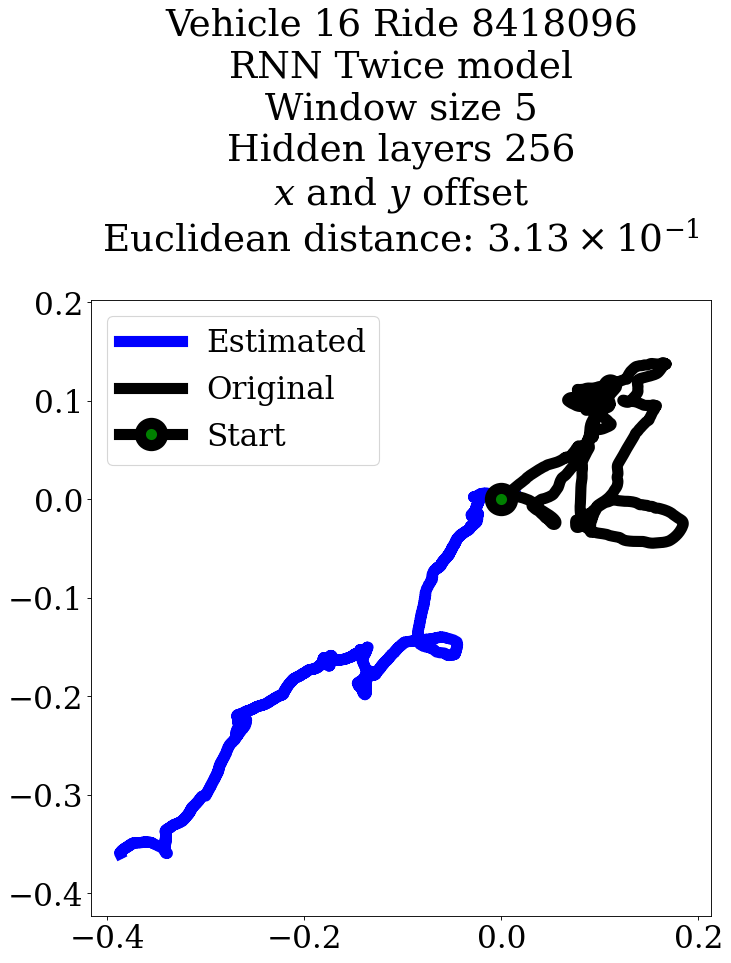 Vehicle 16 Ride 8418096
RNN Twice model
Window size 5
Hidden layers 256
x and y offset
Euclidean distance: 3.13 × 10⁻¹
0.2
0.1
0.0
−0.1
−0.2
−0.3
−0.4
Estimated
Original
Start
−0.4 −0.2 0.0 0.2